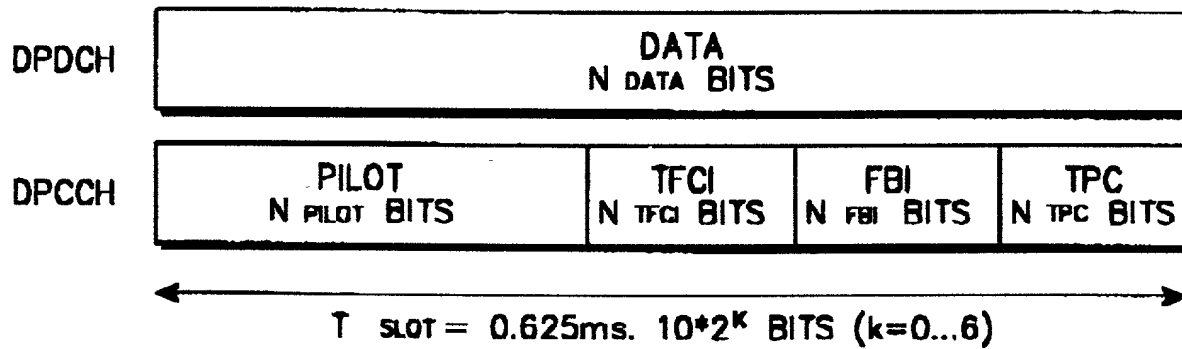 DPDCH
DATA
N DATA BITS
DPCCH
PILOT
N PILOT BITS
TFCI
N TFCI BITS
FBI
N FBI BITS
TPC
N TPC BITS
T SLOT = 0.625ms. 10*2^K BITS (k=0...6)